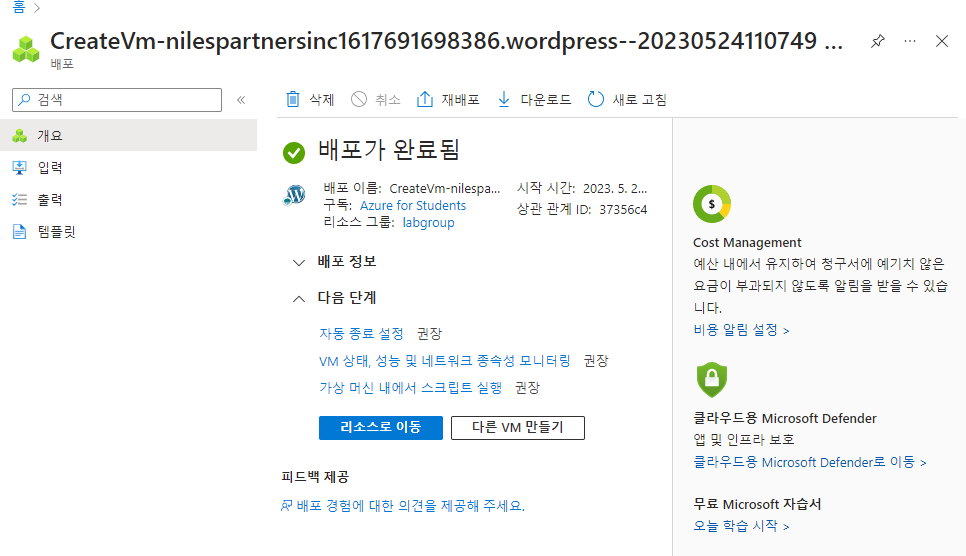 홈
CreateVm-nilespartnersinc1617691698386.wordpress--20230524110749 ...
배포
검색
«
삭제
취소
재배포
다운로드
새로 고침
개요
입력
출력
템플릿
배포가 완료됨
배포 이름: CreateVm-nilespa...
시작 시간: 2023. 5. 2...
구독: Azure for Students
상관 관계 ID: 37356c4
리소스 그룹: labgroup
배포 정보
다음 단계
자동 종료 설정 권장
VM 상태, 성능 및 네트워크 종속성 모니터링 권장
가상 머신 내에서 스크립트 실행 권장
리소스로 이동
다른 VM 만들기
피드백 제공
배포 경험에 대한 의견을 제공해 주세요.
Cost Management
예산 내에서 유지하여 청구서에 예기치 않은
요금이 부과되지 않도록 알림을 받을 수 있습
니다.
비용 알림 설정 >
클라우드용 Microsoft Defender
앱 및 인프라 보호
클라우드용 Microsoft Defender로 이동 >
무료 Microsoft 자습서
오늘 학습 시작 >